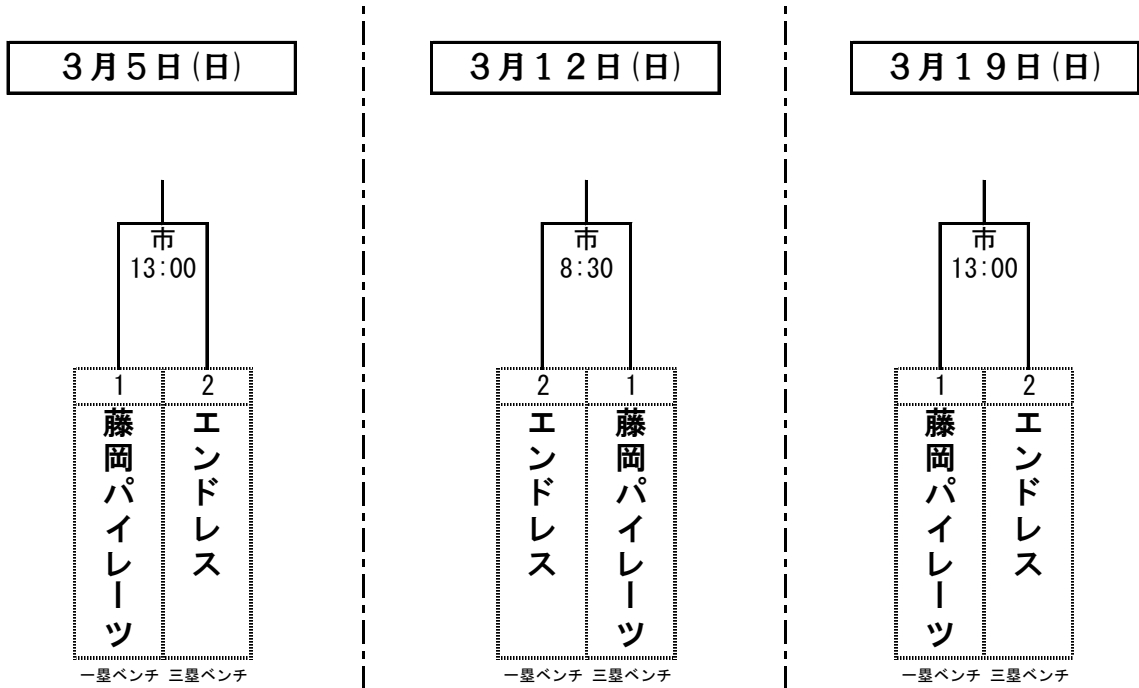 3月5日(日)
市
13:00
1 2
藤岡パイレーツ
エンドレス
一塁ベンチ 三塁ベンチ
3月12日(日)
市
8:30
2 1
エンドレス
藤岡パイレーツ
一塁ベンチ 三塁ベンチ
3月19日(日)
市
13:00
1 2
藤岡パイレーツ
エンドレス
一塁ベンチ 三塁ベンチ